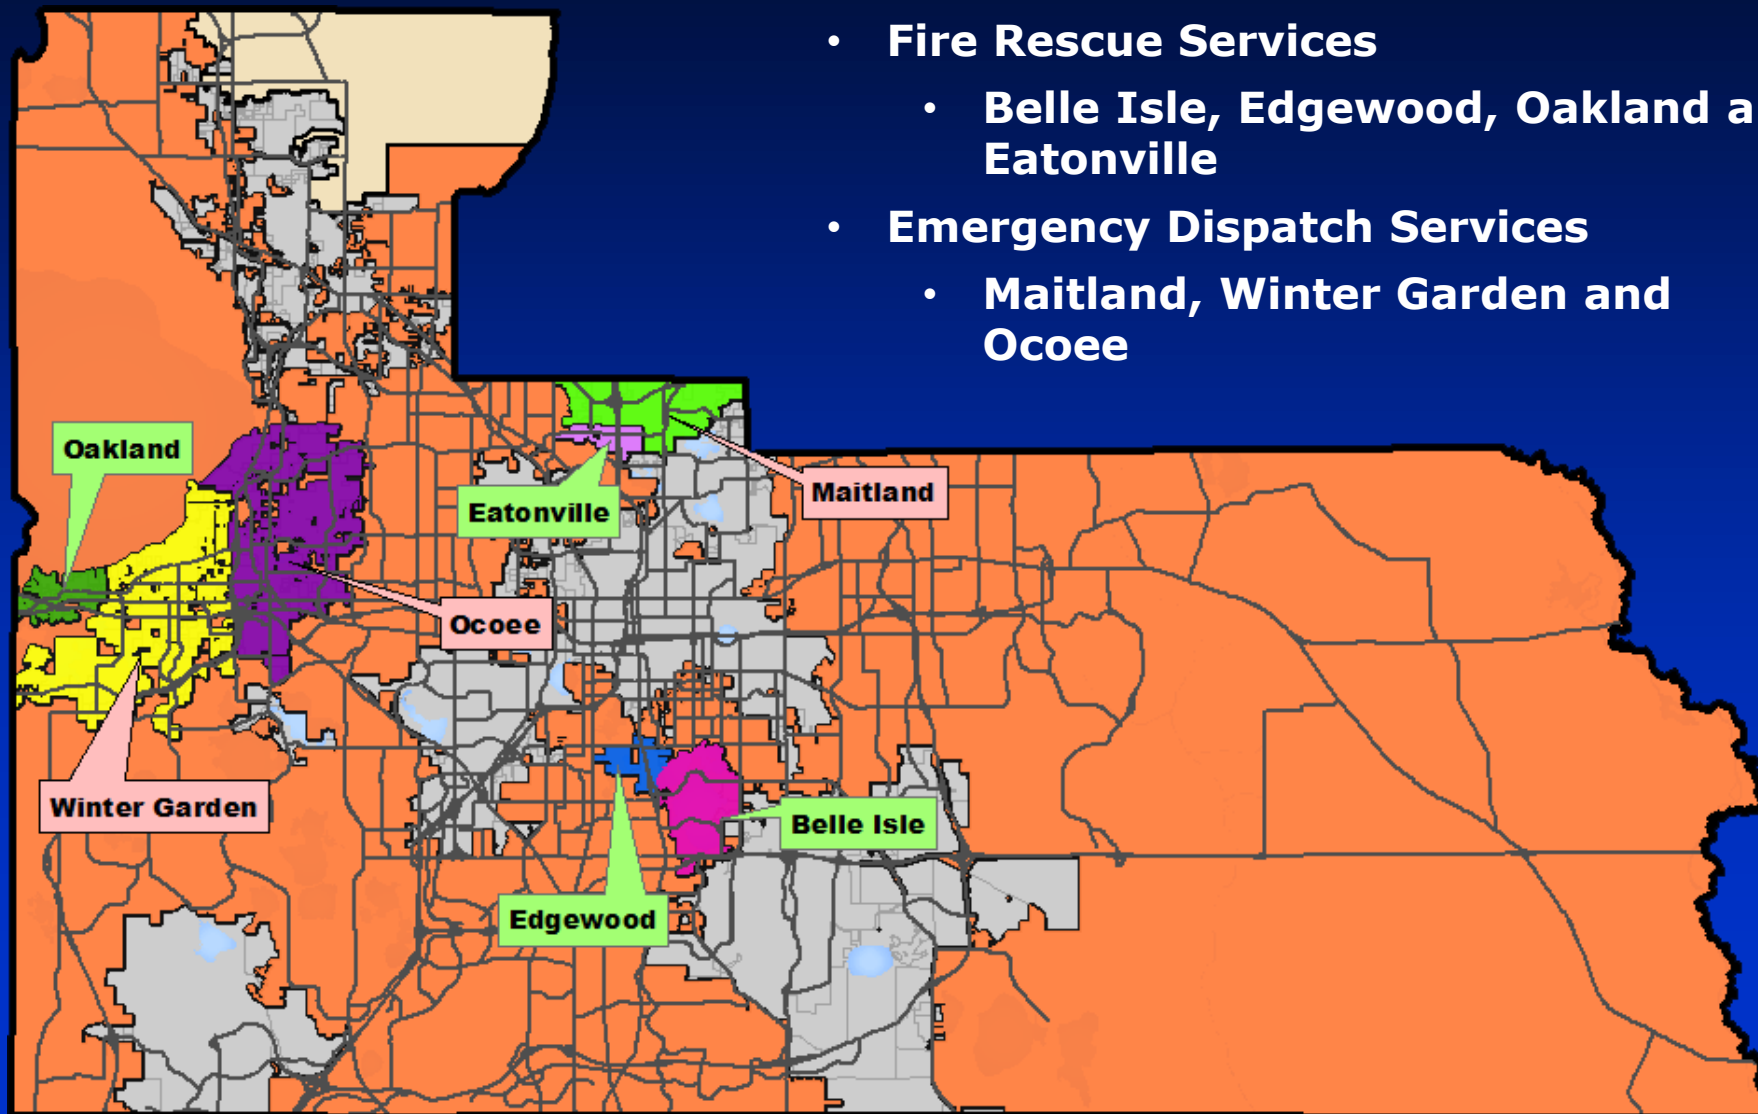 • Fire Rescue Services
• Belle Isle, Edgewood, Oakland a
Eatonville
• Emergency Dispatch Services
• Maitland, Winter Garden and
Ocoee
Oakland
Eatonville
Maitland
Ocoee
Winter Garden
Belle Isle
Edgewood